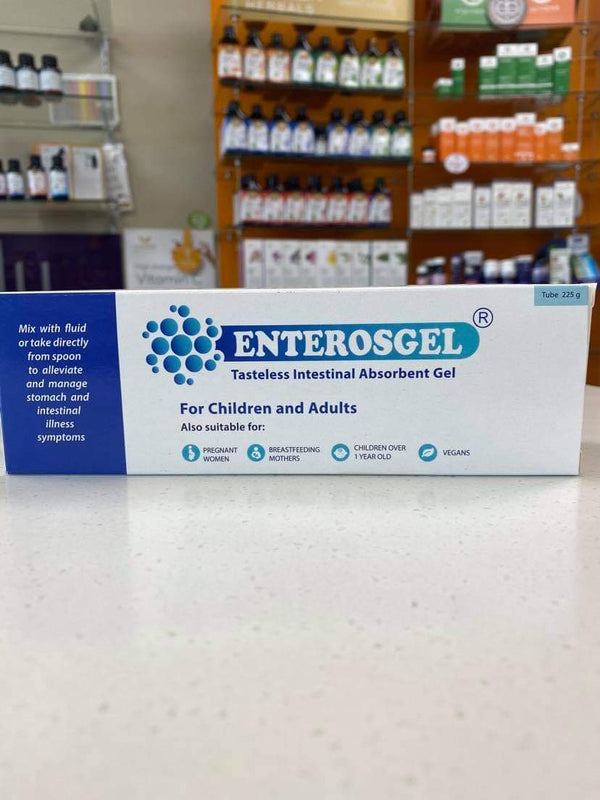 HERBALS
Vitamin C
Tube 225 g
Mix with fluid
or take directly
from spoon
to alleviate
and manage
stomach and
intestinal
illness
symptoms
ENTEROSGEL ®
Tasteless Intestinal Absorbent Gel
For Children and Adults
Also suitable for:
PREGNANT
WOMEN
BREASTFEEDING
MOTHERS
CHILDREN OVER
1 YEAR OLD
VEGANS